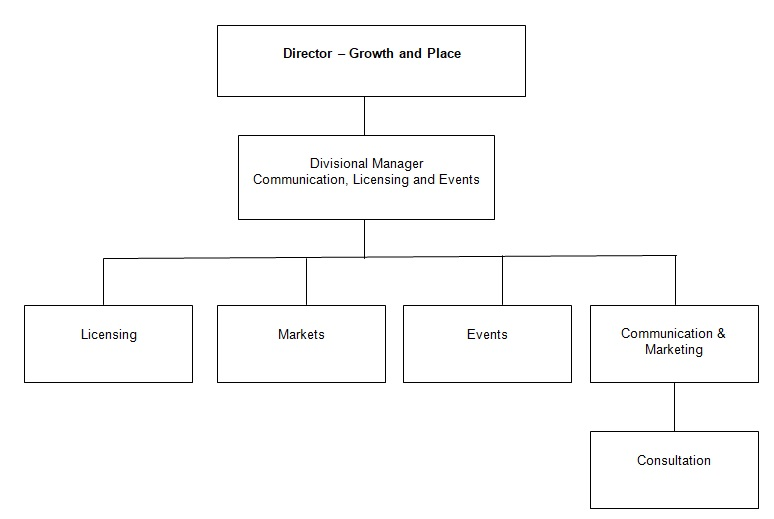 Director – Growth and Place
Divisional Manager
Communication, Licensing and Events
Licensing
Markets
Events
Communication &
Marketing
Consultation